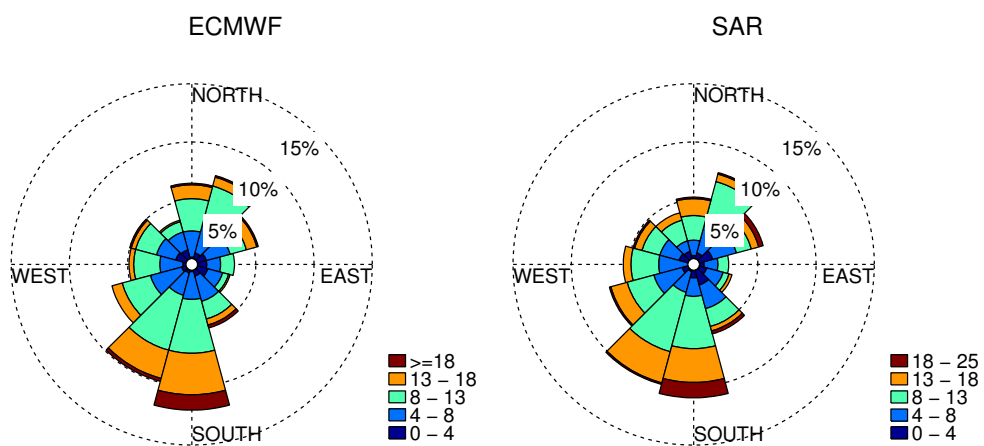 ECMWF
NORTH
15%
10%
5%
WEST
EAST
SOUTH
>=18
13 – 18
8 – 13
4 – 8
0 – 4
SAR
NORTH
15%
10%
5%
WEST
EAST
SOUTH
18 – 25
13 – 18
8 – 13
4 – 8
0 – 4